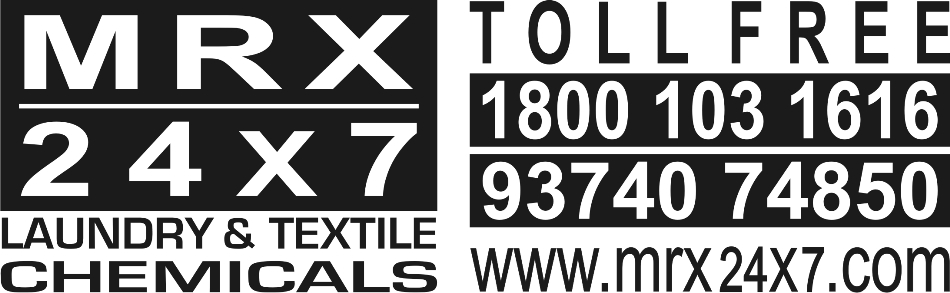 MRX
24x7
LAUNDRY & TEXTILE
CHEMICALS
TOLL FREE
1800 103 1616
93740 74850
www.mrx24x7.com